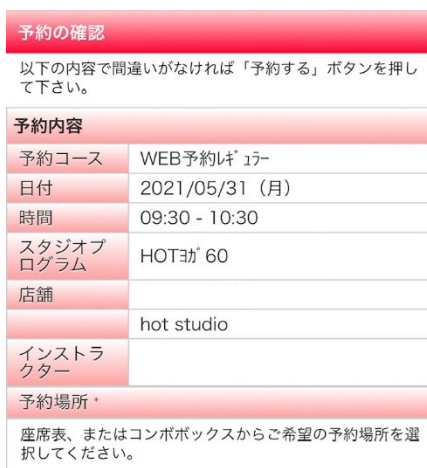 予約の確認
以下の内容で間違いがなければ「予約する」ボタンを押し
て下さい。
予約内容
予約コース WEB予約ﾚｷﾞｭﾗｰ
日付 2021/05/31（月）
時間 09:30 - 10:30
スタジオプ
ログラム HOTﾖｶﾞ60
店舗
hot studio
インストラ
クター
予約場所 *
座席表、またはコンボボックスからご希望の予約場所を選
択してください。